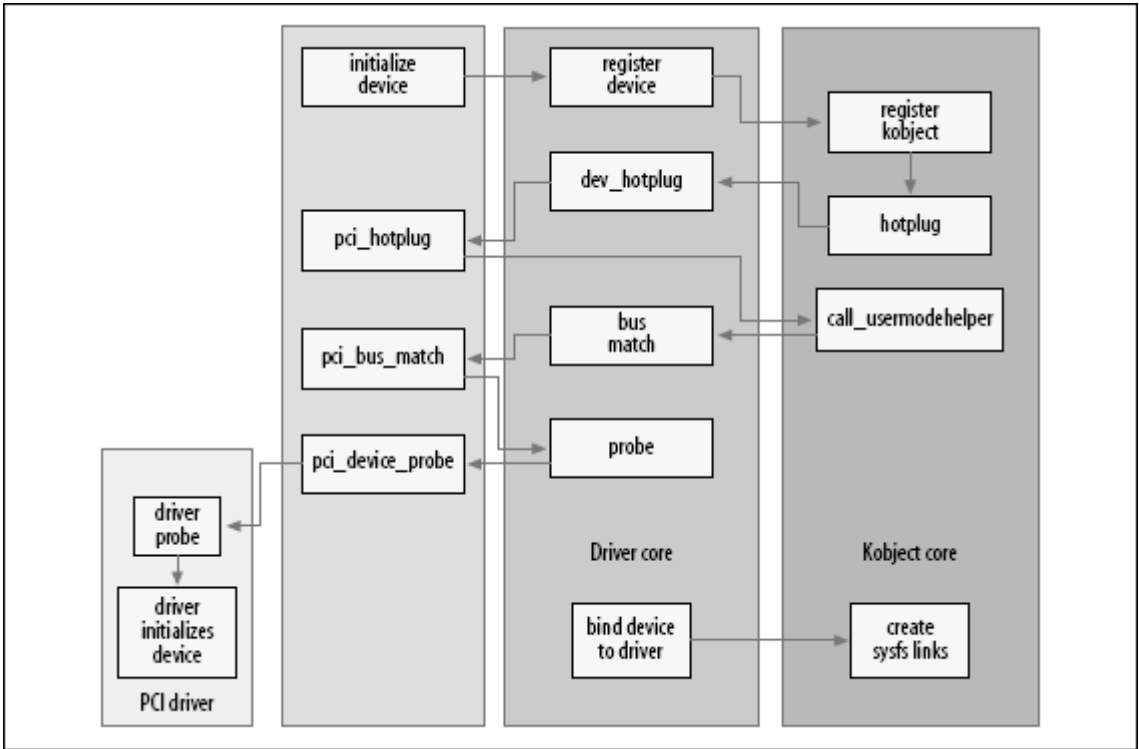 initialize
device
register
device
register
kobject
dev_hotplug
hotplug
pci_hotplug
call_usermodehelper
bus
match
pci_bus_match
probe
pci_device_probe
driver
probe
Driver core
Kobject core
driver
initializes
device
bind device
to driver
create
sysfs links
PCI driver